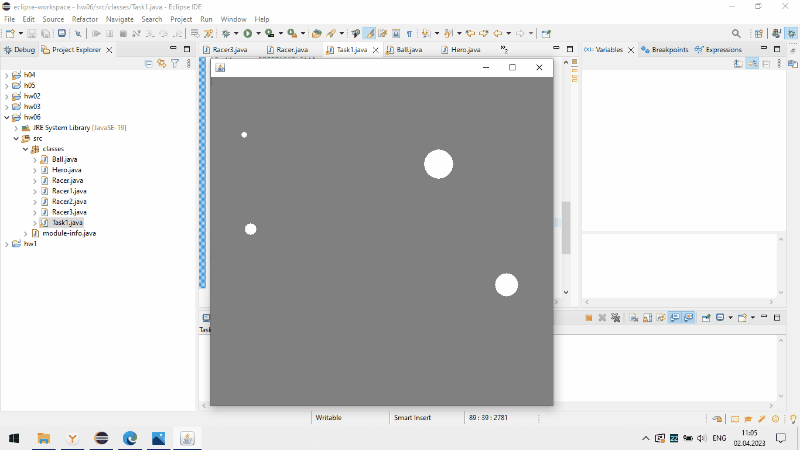 eclipse-workspace - hw06/src/classes/Task1.java - Eclipse IDE
File Edit Source Refactor Navigate Search Project Run Window Help
Debug Project Explorer
Racer3.java Racer.java Task1.java Ball.java Hero.java
Variables Breakpoints Expressions
h04
h05
hw02
hw03
hw06
JRE System Library [JavaSE-19]
src
classes
Ball.java
Hero.java
Racer.java
Racer1.java
Racer2.java
Racer3.java
Task1.java
module-info.java
hw1
Writable Smart Insert 89 : 39 : 2781
ENG
11:05
02.04.2023